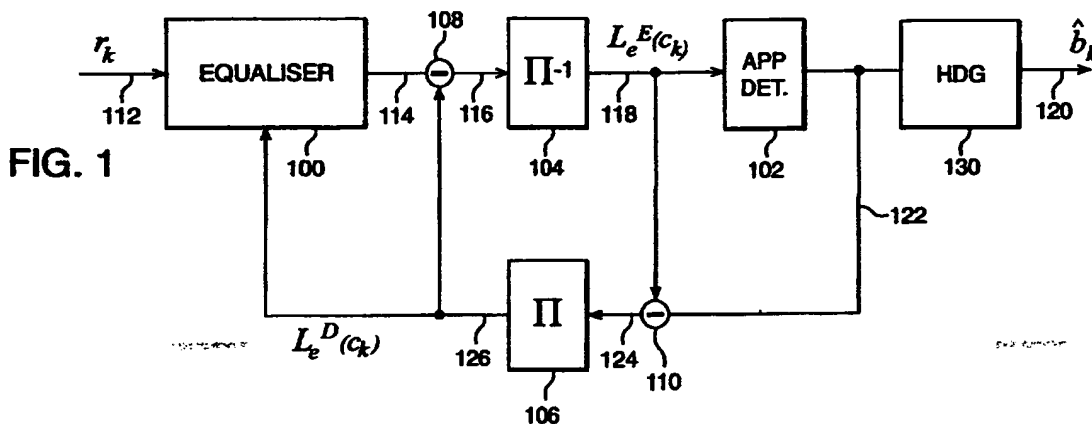 r_k
EQUALISER
108
L_e^E(c_k)
Π⁻¹
APP
DET.
HDG
b̂
112
114
116
118
120
100
104
102
130
FIG. 1
122
Π
L_e^D(c_k)
126
124
110
106